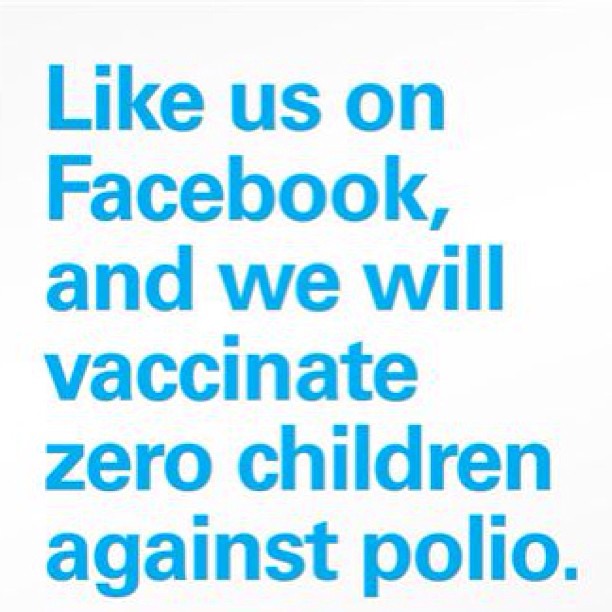 Like us on
Facebook,
and we will
vaccinate
zero children
against polio.